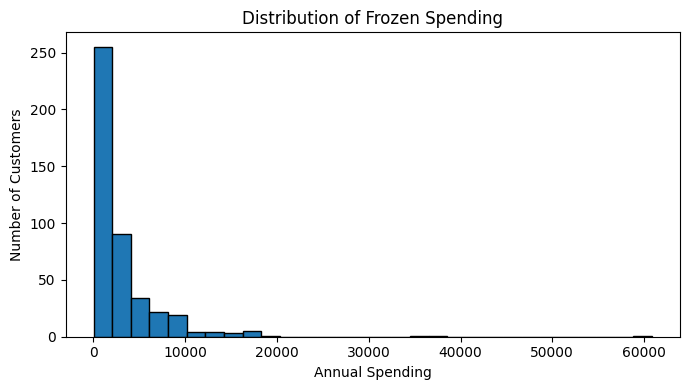 Distribution of Frozen Spending
250
200
150
100
50
0
Number of Customers
0 10000 20000 30000 40000 50000 60000
Annual Spending